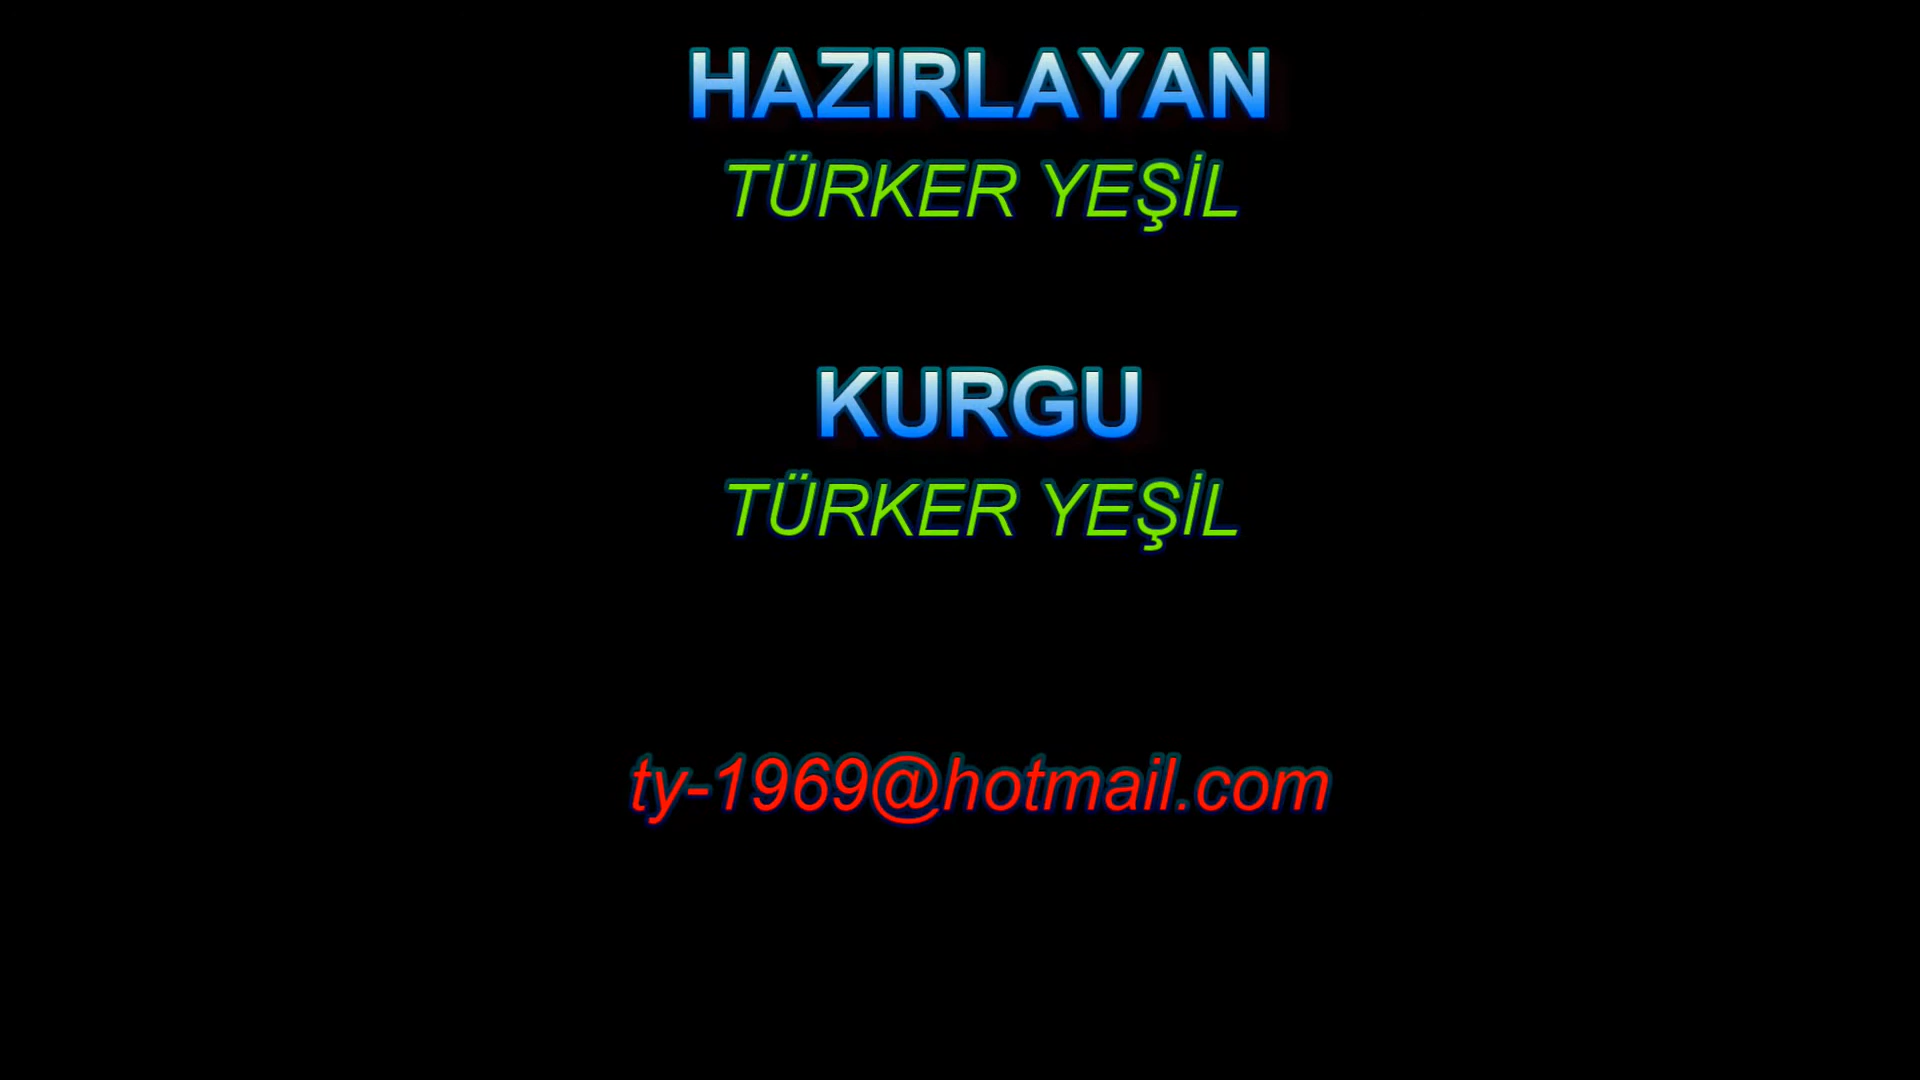 HAZIRLAYAN
TÜRKER YEŞİL
KURGU
TÜRKER YEŞİL
ty-1969@hotmail.com